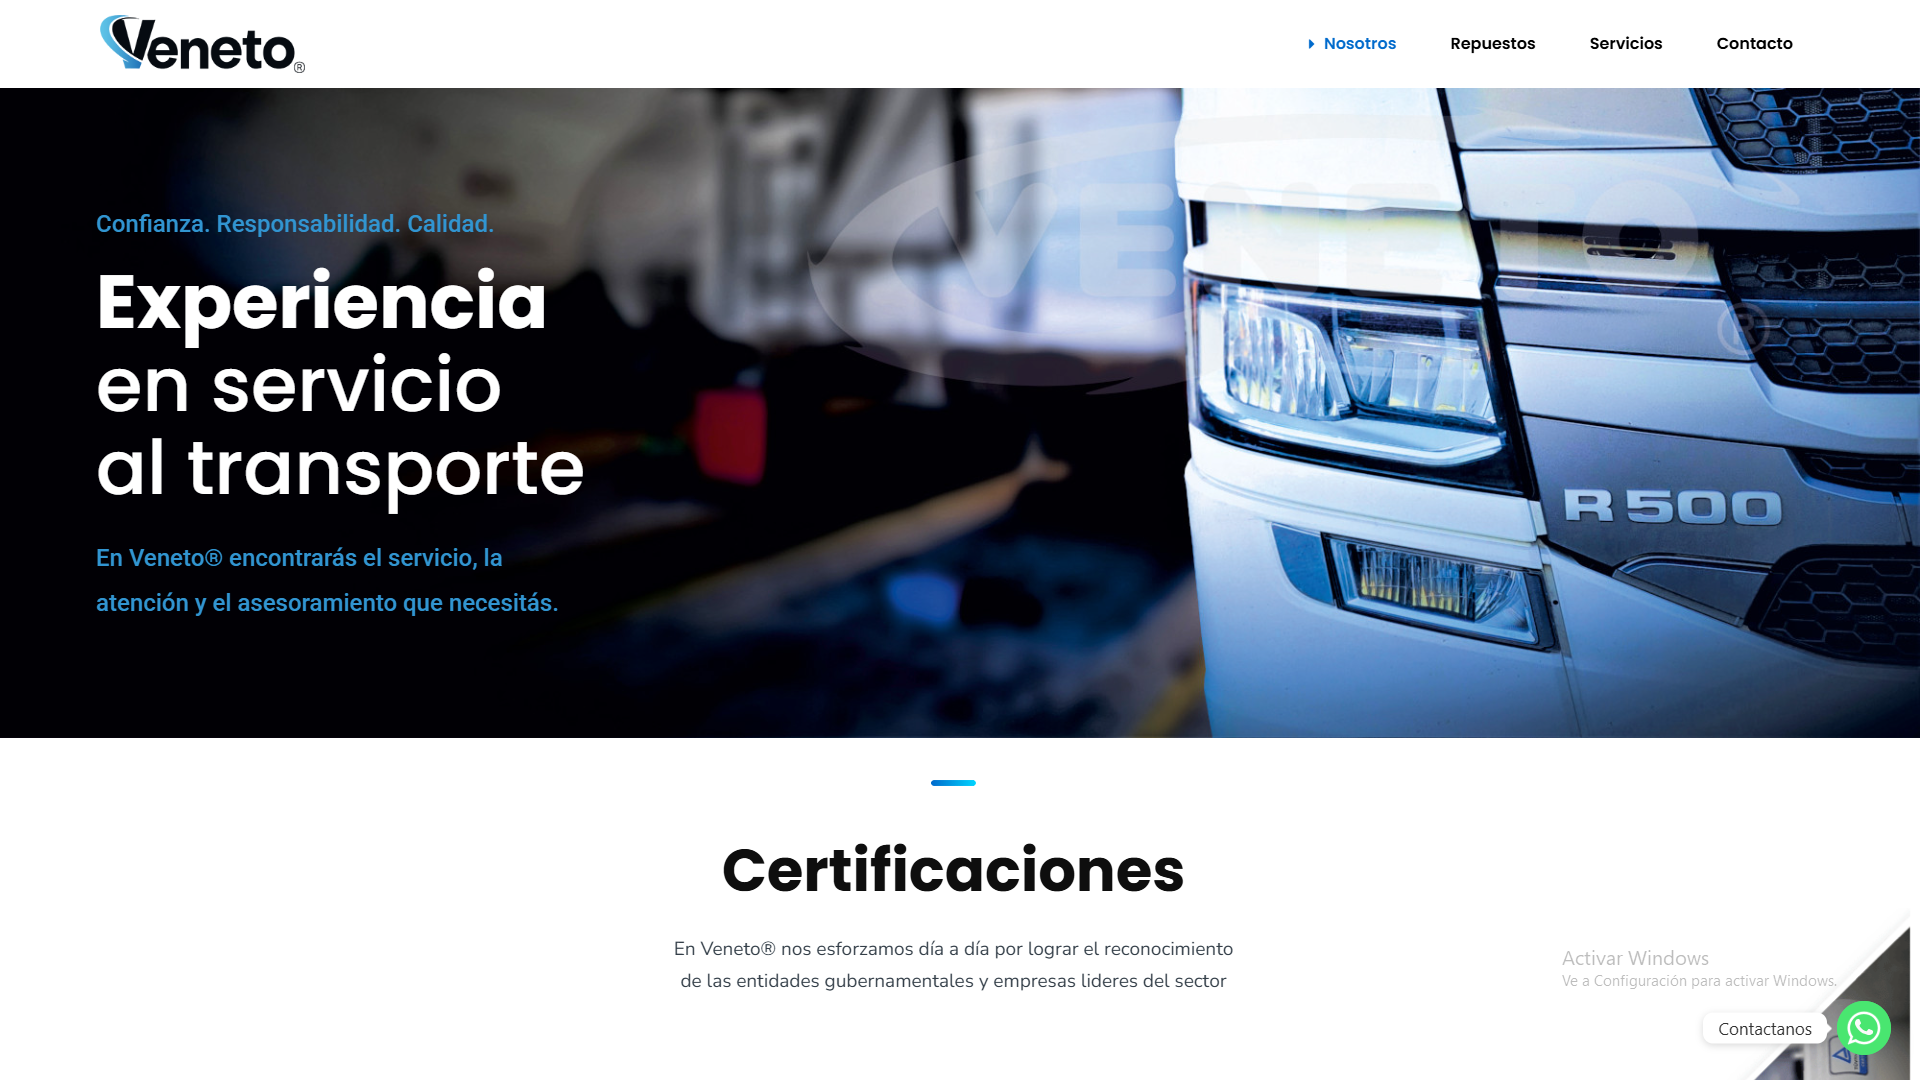 Veneto®
Nosotros
Repuestos
Servicios
Contacto
VENETO®
Confianza. Responsabilidad. Calidad.
Experiencia
en servicio
al transporte
R 500
En Veneto® encontrarás el servicio, la
atención y el asesoramiento que necesitás.
Certificaciones
En Veneto® nos esforzamos día a día por lograr el reconocimiento
de las entidades gubernamentales y empresas lideres del sector
Activar Windows
Ve a Configuración para activar Windows.
Contactanos